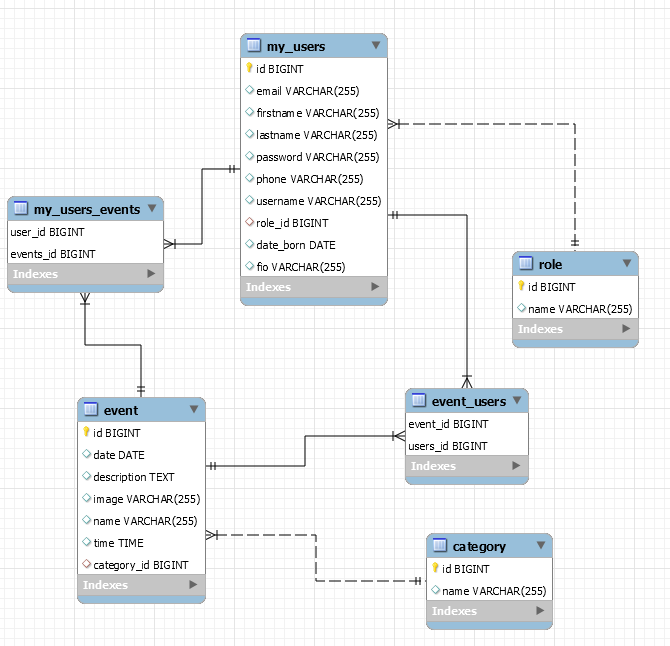 my_users
id BIGINT
email VARCHAR(255)
firstname VARCHAR(255)
lastname VARCHAR(255)
password VARCHAR(255)
phone VARCHAR(255)
username VARCHAR(255)
role_id BIGINT
date_born DATE
fio VARCHAR(255)
Indexes
my_users_events
user_id BIGINT
events_id BIGINT
Indexes
role
id BIGINT
name VARCHAR(255)
Indexes
event
id BIGINT
date DATE
description TEXT
image VARCHAR(255)
name VARCHAR(255)
time TIME
category_id BIGINT
Indexes
event_users
event_id BIGINT
users_id BIGINT
Indexes
category
id BIGINT
name VARCHAR(255)
Indexes